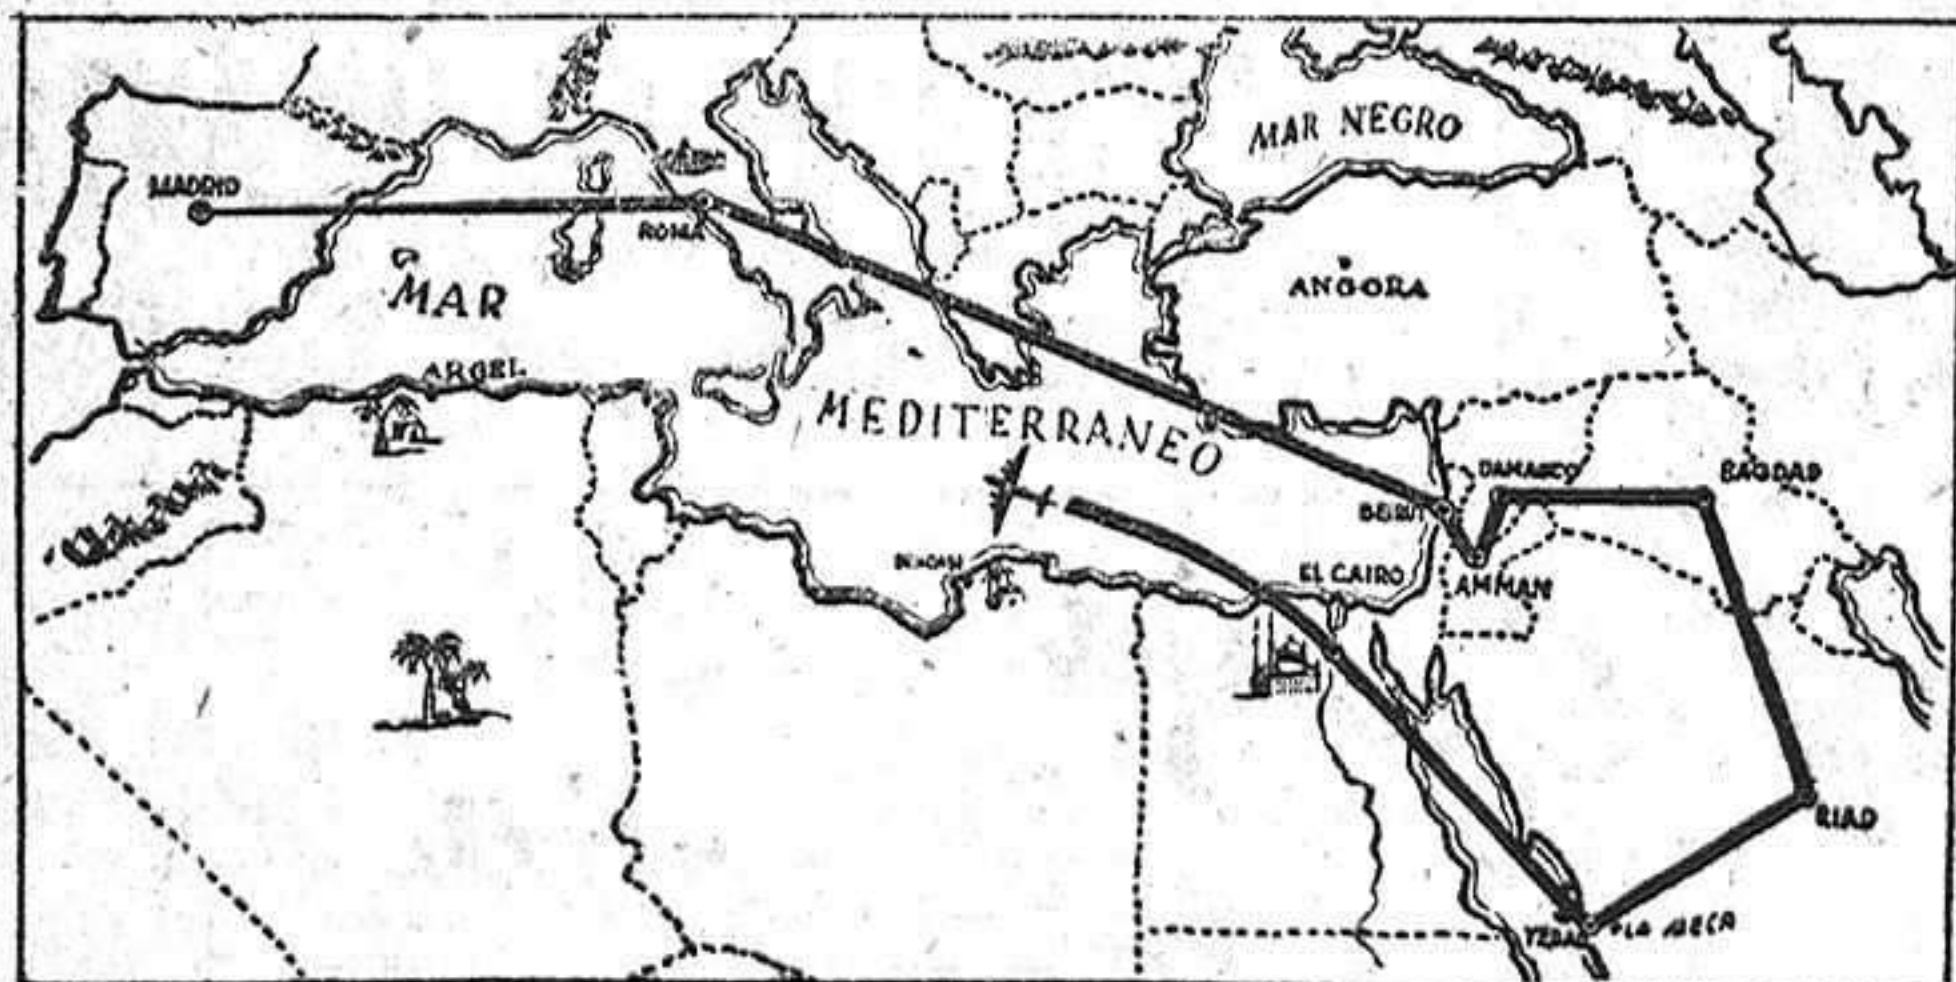 MAR NEGRO
MADRID
ROMA
MAR
ANGORA
ARGEL
MEDITERRANEO
DAMASCO
BAGDAD
BEIRUT
EL CAIRO
AMMAN
RIAD
LA MECA